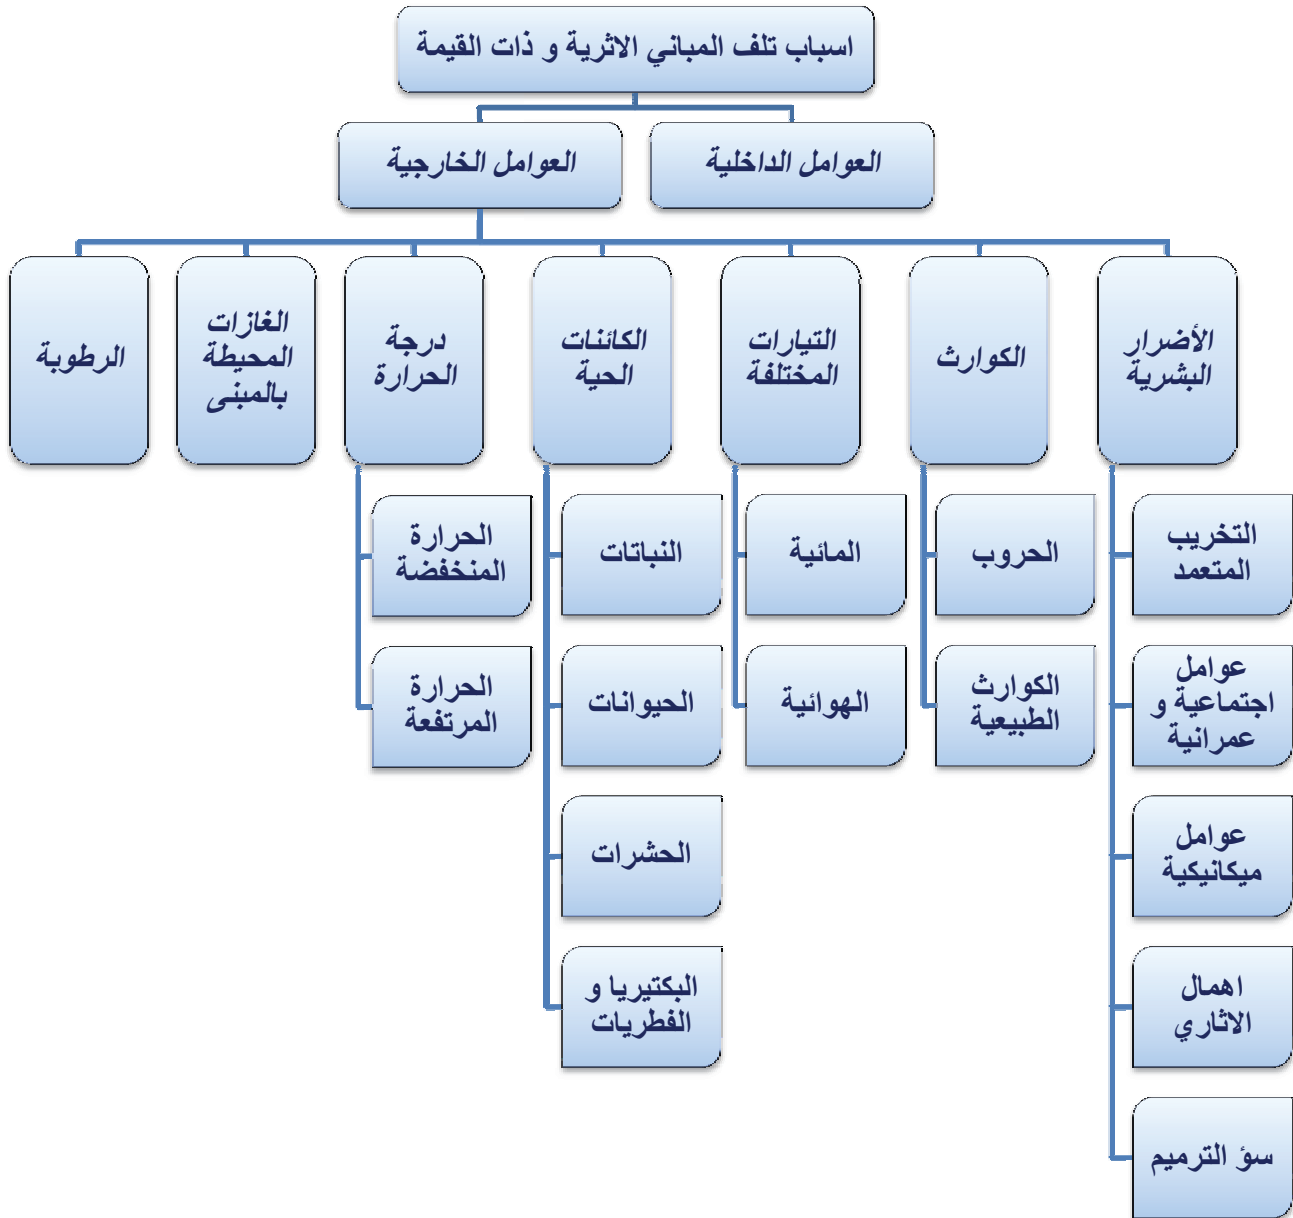 اسباب تلف المباني الاثرية و ذات القيمة
العوامل الداخلية
العوامل الخارجية
الأضرار
البشرية
الكوارث
التيارات
المختلفة
الكائنات
الحية
درجة
الحرارة
الغازات
المحيطة
بالمبنى
الرطوبة
التخريب
المتعمد
عوامل
اجتماعية و
عمرانية
عوامل
ميكانيكية
اهمال
الاثاري
سؤ الترميم
الحروب
الكوارث
الطبيعية
المائية
الهوائية
النباتات
الحيوانات
الحشرات
البكتيريا و
الفطريات
الحرارة
المنخفضة
الحرارة
المرتفعة